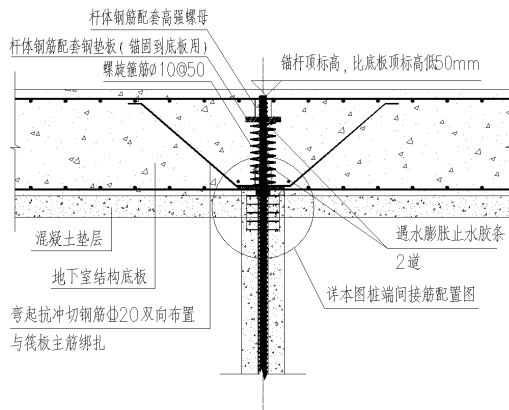 杆体钢筋配套高强螺母
杆体钢筋配套钢垫板(锚固到底板用)
螺旋箍筋ø10@50
锚杆顶标高,比底板顶标高低50mm
混凝土垫层
遇水膨胀止水胶条
2道
地下室结构底板
详本图桩端间接筋配置图
弯起抗冲切钢筋Φ20双向布置
与筏板主筋绑扎